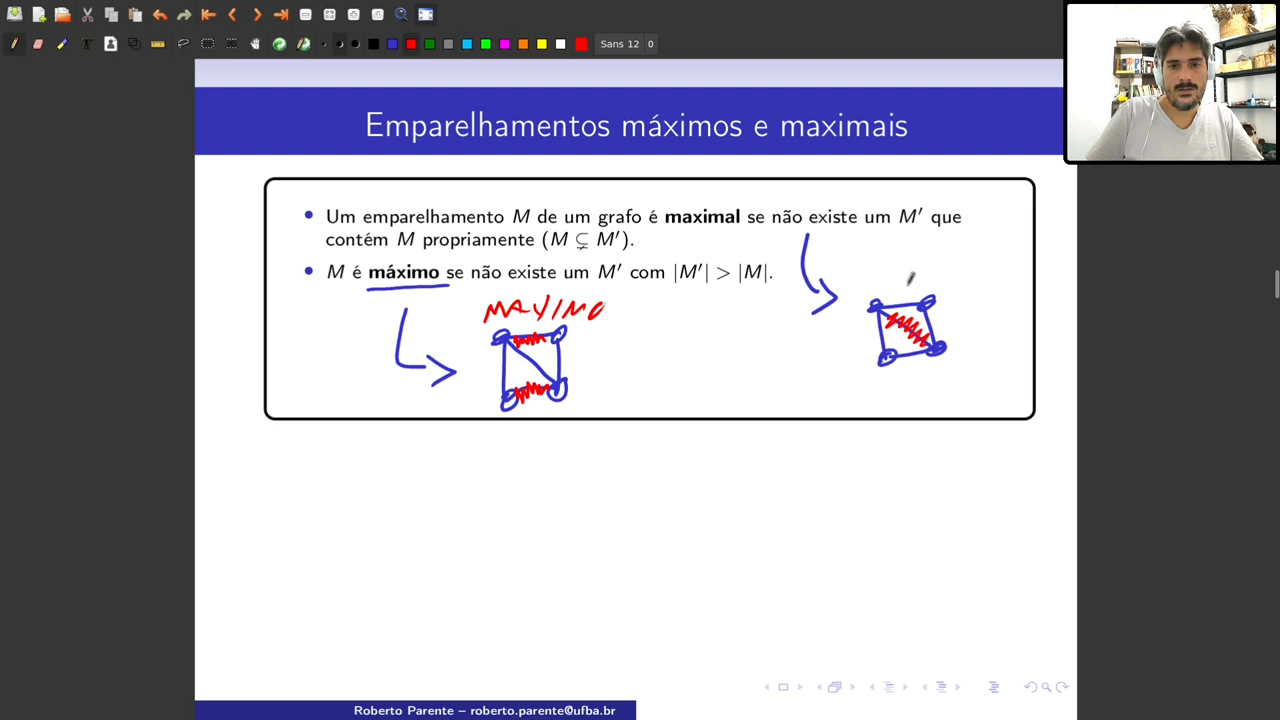 Sans 12 0
Emparelhamentos máximos e maximais
• Um emparelhamento M de um grafo é maximal se não existe um M′ que
contém M propriamente (M ⊊ M′).
• M é máximo se não existe um M′ com |M′| > |M|.
MAXIMO
Roberto Parente – roberto.parente@ufba.br